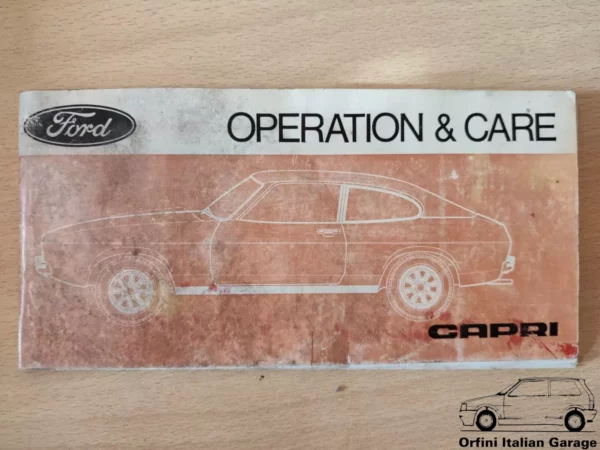 Ford
OPERATION & CARE
CAPRI
Orfini Italian Garage